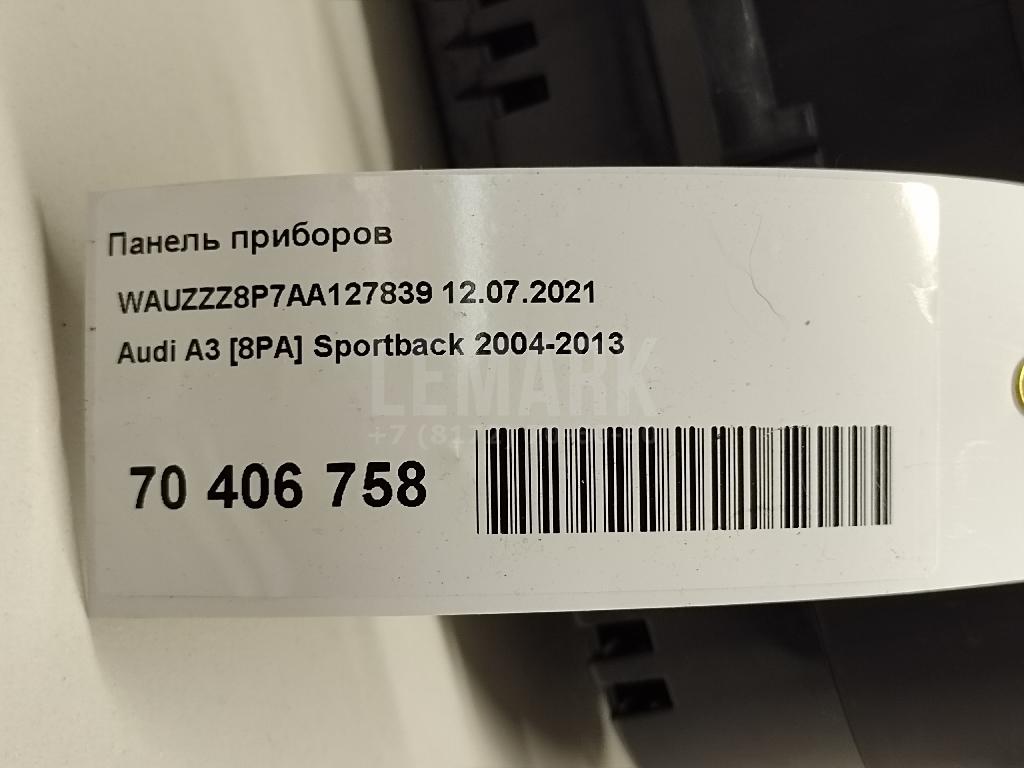 Панель приборов
WAUZZZ8P7AA127839 12.07.2021
Audi A3 [8PA] Sportback 2004-2013
LEMARK
70 406 758